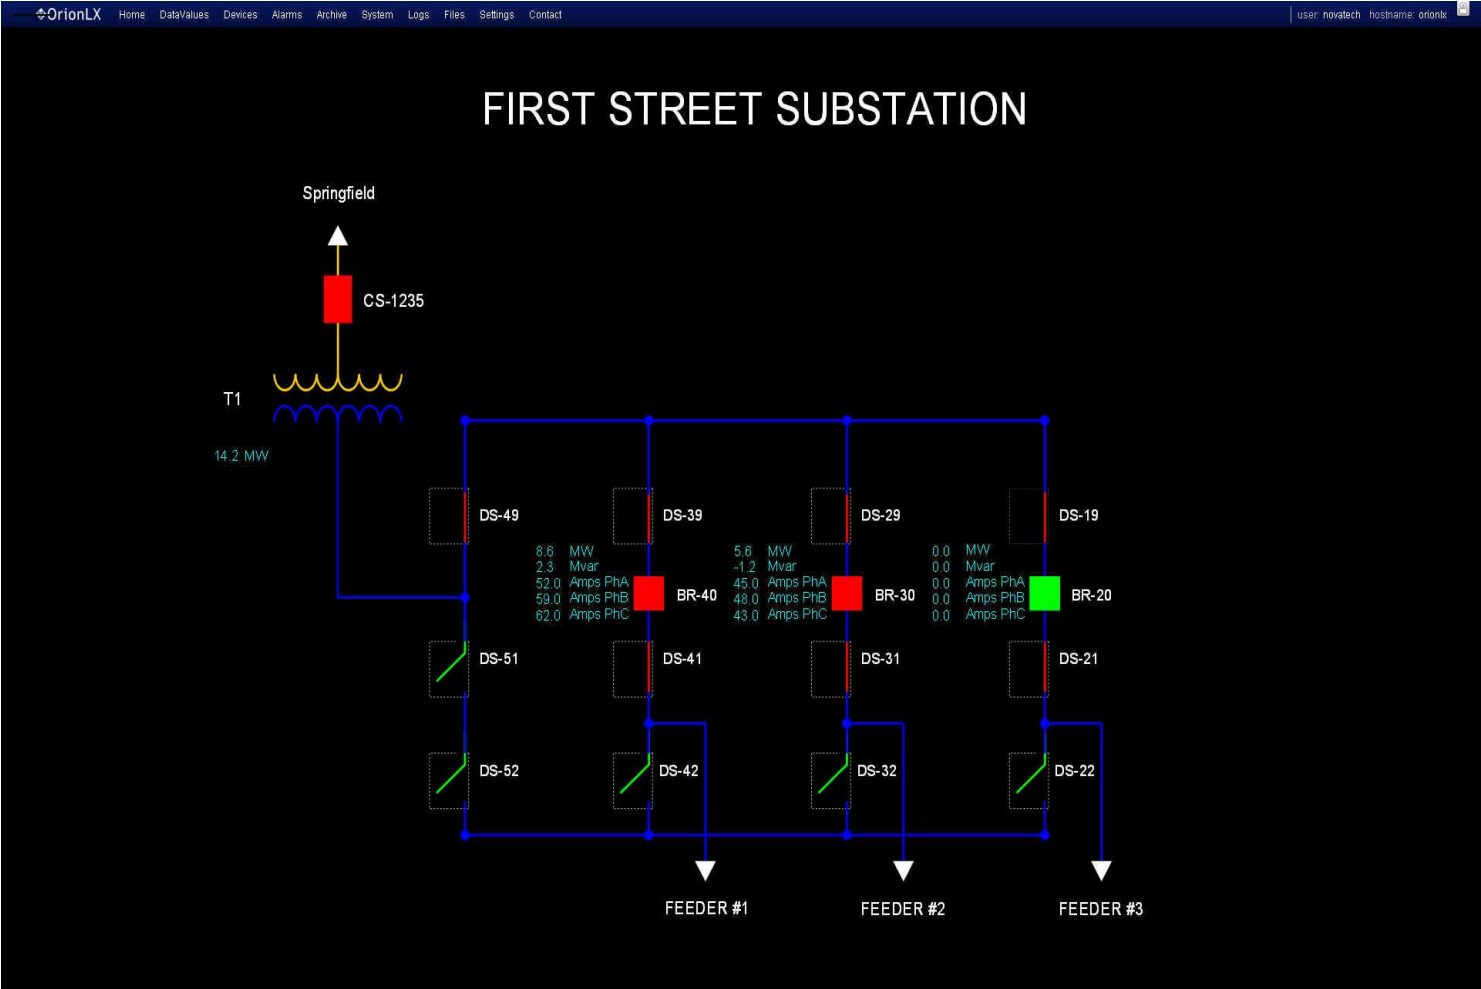 OrionLX Home DataValues Devices Alarms Archive System Logs Files Settings Contact user: novatech hostname: orionlx
FIRST STREET SUBSTATION
Springfield
CS-1235
T1
14.2 MW
DS-49 DS-39 DS-29 DS-19
8.6 MW 5.6 MW 0.0 MW
2.3 Mvar -1.2 Mvar 0.0 Mvar
52.0 Amps PhA 45.0 Amps PhA 0.0 Amps PhA
59.0 Amps PhB BR-40 48.0 Amps PhB BR-30 0.0 Amps PhB BR-20
62.0 Amps PhC 43.0 Amps PhC 0.0 Amps PhC
DS-51 DS-41 DS-31 DS-21
DS-52 DS-42 DS-32 DS-22
FEEDER #1 FEEDER #2 FEEDER #3